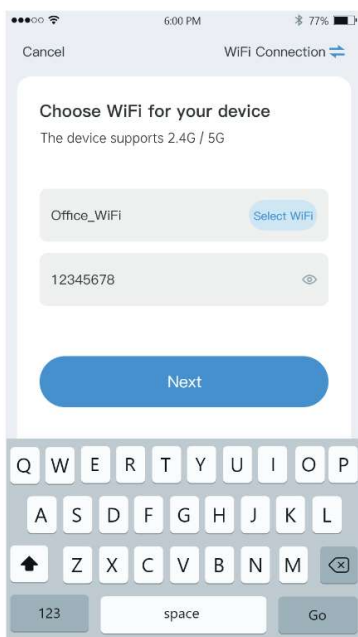 6:00 PM 77%
Cancel WiFi Connection
Choose WiFi for your device
The device supports 2.4G / 5G
Office_WiFi Select WiFi
12345678
Next
Q W E R T Y U I O P
A S D F G H J K L
Z X C V B N M
123 space Go